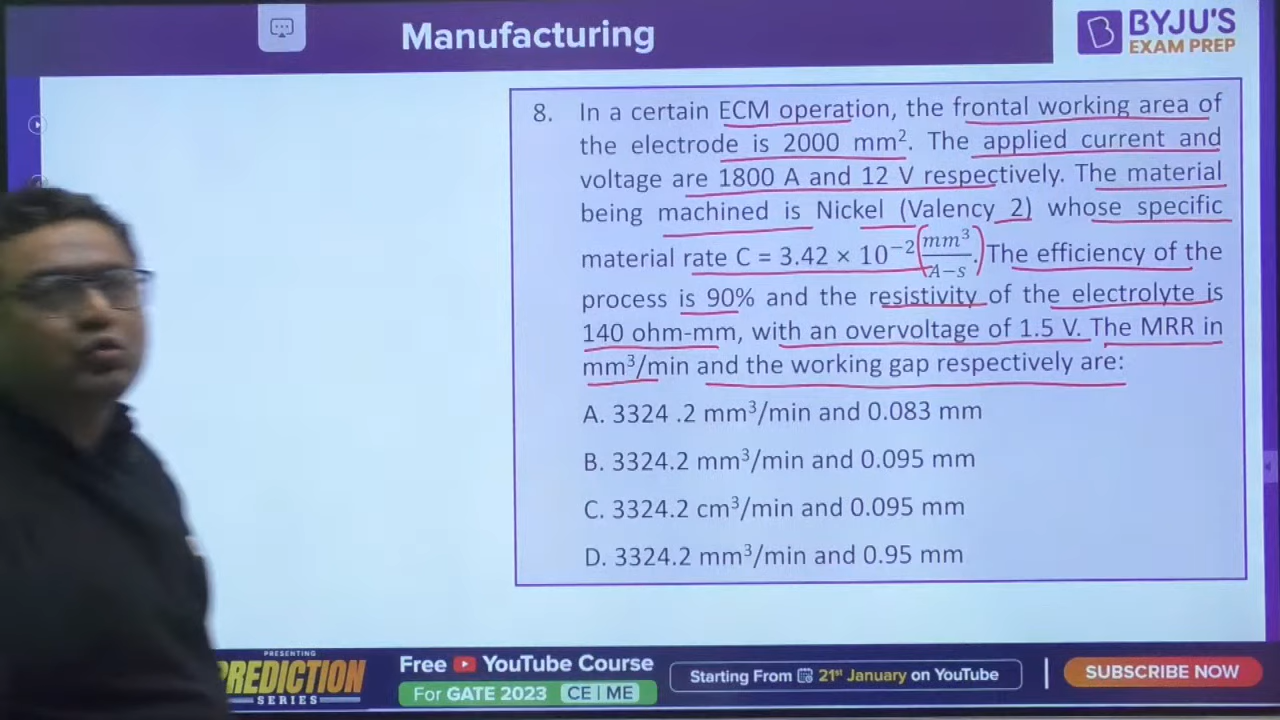 Manufacturing
BYJU'S
EXAM PREP
8. In a certain ECM operation, the frontal working area of
the electrode is 2000 mm². The applied current and
voltage are 1800 A and 12 V respectively. The material
being machined is Nickel (Valency 2) whose specific
material rate C = 3.42 × 10⁻² (mm³/A−s). The efficiency of the
process is 90% and the resistivity of the electrolyte is
140 ohm-mm, with an overvoltage of 1.5 V. The MRR in
mm³/min and the working gap respectively are:
A. 3324 .2 mm³/min and 0.083 mm
B. 3324.2 mm³/min and 0.095 mm
C. 3324.2 cm³/min and 0.095 mm
D. 3324.2 mm³/min and 0.95 mm
PRESENTING
PREDICTION
SERIES
Free YouTube Course
For GATE 2023 CE | ME
Starting From 21st January on YouTube
SUBSCRIBE NOW